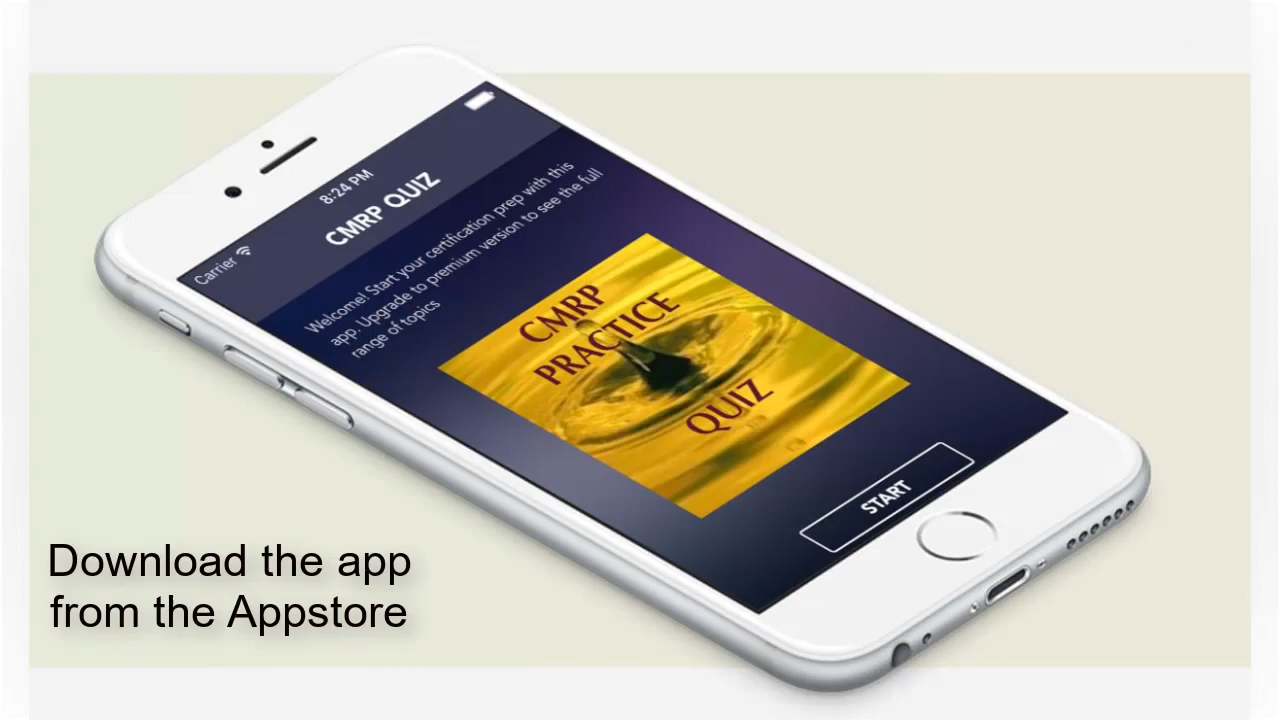 Carrier
8:24 PM
CMRP QUIZ
Welcome! Start your certification prep with this
app. Upgrade to premium version to see the full
range of topics
CMRP
PRACTICE
QUIZ
START
Download the app
from the Appstore